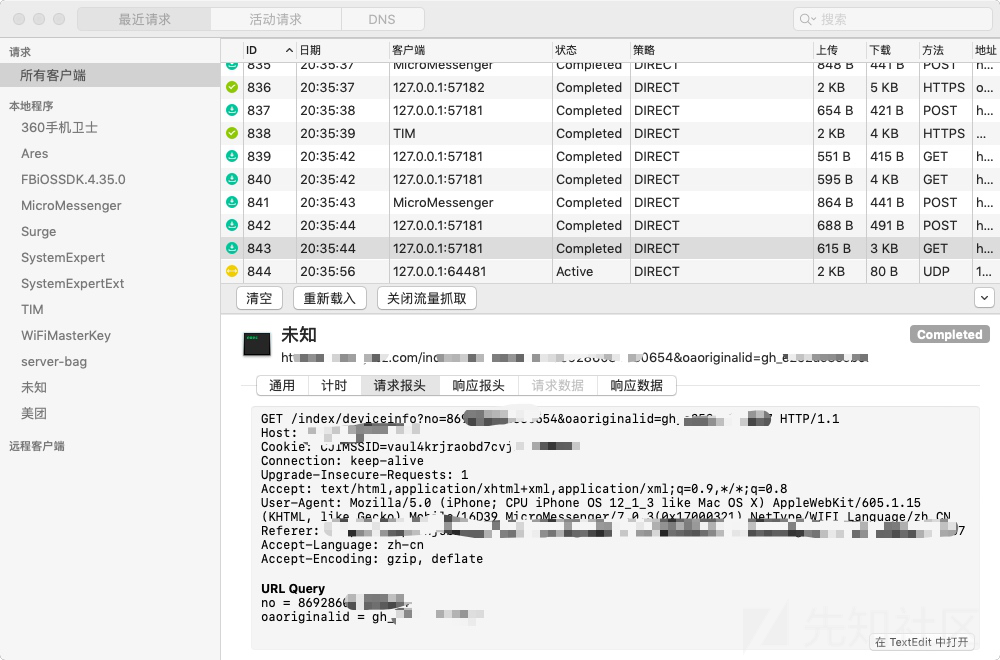 最近请求 活动请求 DNS 搜索
请求
所有客户端
本地程序
360手机卫士
Ares
FBiOSSDK.4.35.0
MicroMessenger
Surge
SystemExpert
SystemExpertExt
TIM
WiFiMasterKey
server-bag
未知
美团
远程客户端
ID 日期 客户端 状态 策略 上传 下载 方法 地址
835 20:35:37 MicroMessenger Completed DIRECT 848 B 441 B POST h...
836 20:35:37 127.0.0.1:57182 Completed DIRECT 2 KB 5 KB HTTPS o...
837 20:35:38 127.0.0.1:57181 Completed DIRECT 654 B 421 B POST h...
838 20:35:39 TIM Completed DIRECT 2 KB 4 KB HTTPS ...
839 20:35:42 127.0.0.1:57181 Completed DIRECT 551 B 415 B GET h...
840 20:35:42 127.0.0.1:57181 Completed DIRECT 595 B 4 KB GET h...
841 20:35:43 MicroMessenger Completed DIRECT 864 B 441 B POST h...
842 20:35:44 127.0.0.1:57181 Completed DIRECT 688 B 491 B POST h...
843 20:35:44 127.0.0.1:57181 Completed DIRECT 615 B 3 KB GET h...
844 20:35:56 127.0.0.1:64481 Active DIRECT 2 KB 80 B UDP 1...
清空 重新载入 关闭流量抓取
未知 Completed
.com/in 0654&oaoriginalid=gh_
通用 计时 请求报头 响应报头 请求数据 响应数据
GET /index/deviceinfo?no=869 654&oaoriginalid=gh_ HTTP/1.1
Host:
Cookie: CJIMSSID=vaul4krjraobd7cvj
Connection: keep-alive
Upgrade-Insecure-Requests: 1
Accept: text/html,application/xhtml+xml,application/xml;q=0.9,*/*;q=0.8
User-Agent: Mozilla/5.0 (iPhone; CPU iPhone OS 12_1_3 like Mac OS X) AppleWebKit/605.1.15
(KHTML, like Gecko) Mobile/16D39 MicroMessenger/7.0.3(0x17000321) NetType/WIFI Language/zh_CN
Referer: 7
Accept-Language: zh-cn
Accept-Encoding: gzip, deflate
URL Query
no = 869286
oaoriginalid = gh_
先知社区
在 TextEdit 中打开